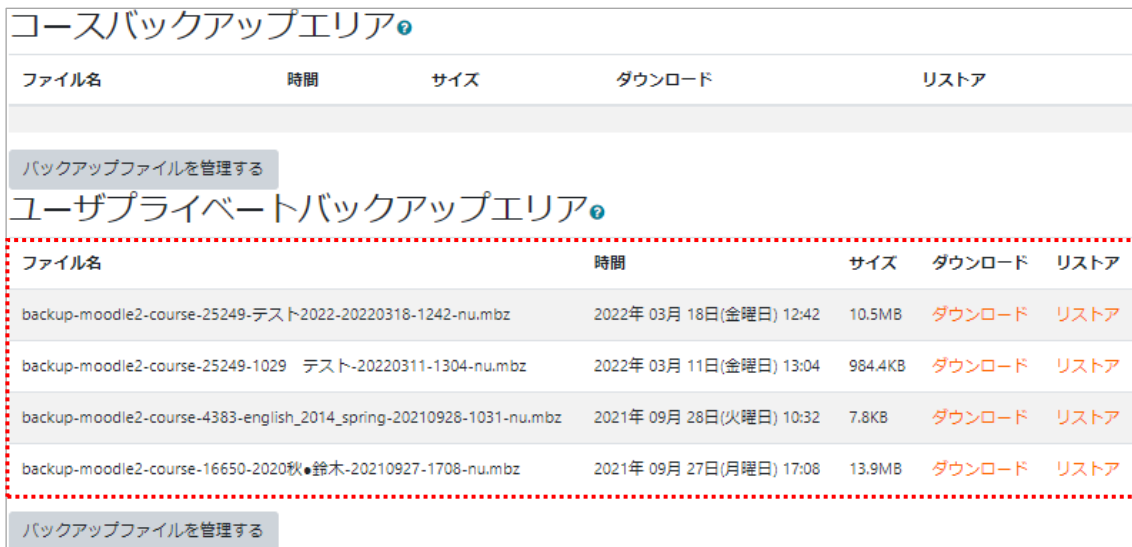 コースバックアップエリア?
ファイル名 時間 サイズ ダウンロード リストア
バックアップファイルを管理する
ユーザプライベートバックアップエリア?
ファイル名 時間 サイズ ダウンロード リストア
backup-moodle2-course-25249-テスト2022-20220318-1242-nu.mbz 2022年 03月 18日(金曜日) 12:42 10.5MB ダウンロード リストア
backup-moodle2-course-25249-1029　テスト-20220311-1304-nu.mbz 2022年 03月 11日(金曜日) 13:04 984.4KB ダウンロード リストア
backup-moodle2-course-4383-english_2014_spring-20210928-1031-nu.mbz 2021年 09月 28日(火曜日) 10:32 7.8KB ダウンロード リストア
backup-moodle2-course-16650-2020秋●鈴木-20210927-1708-nu.mbz 2021年 09月 27日(月曜日) 17:08 13.9MB ダウンロード リストア
バックアップファイルを管理する